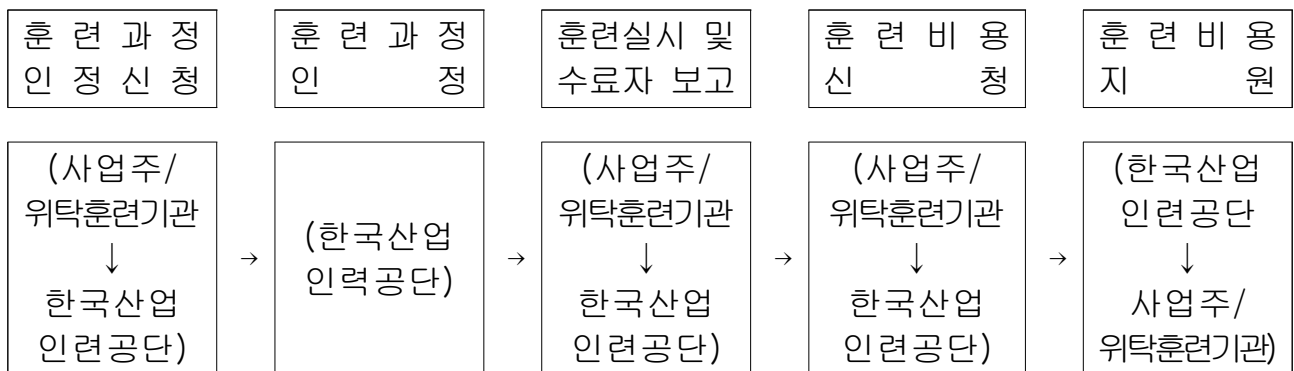 훈 련 과 정
인 정 신 청
훈 련 과 정
인 정
훈련실시 및
수료자 보고
훈 련 비 용
신 청
훈 련 비 용
지 원
(사업주/
위탁훈련기관
↓
한국산업
인련공단)
→
(한국산업
인력공단)
→
(사업주/
위탁훈련기관
↓
한국산업
인련공단)
→
(사업주/
위탁훈련기관
↓
한국산업
인련공단)
→
(한국산업
인련공단
↓
사업주/
위탁훈련기관)